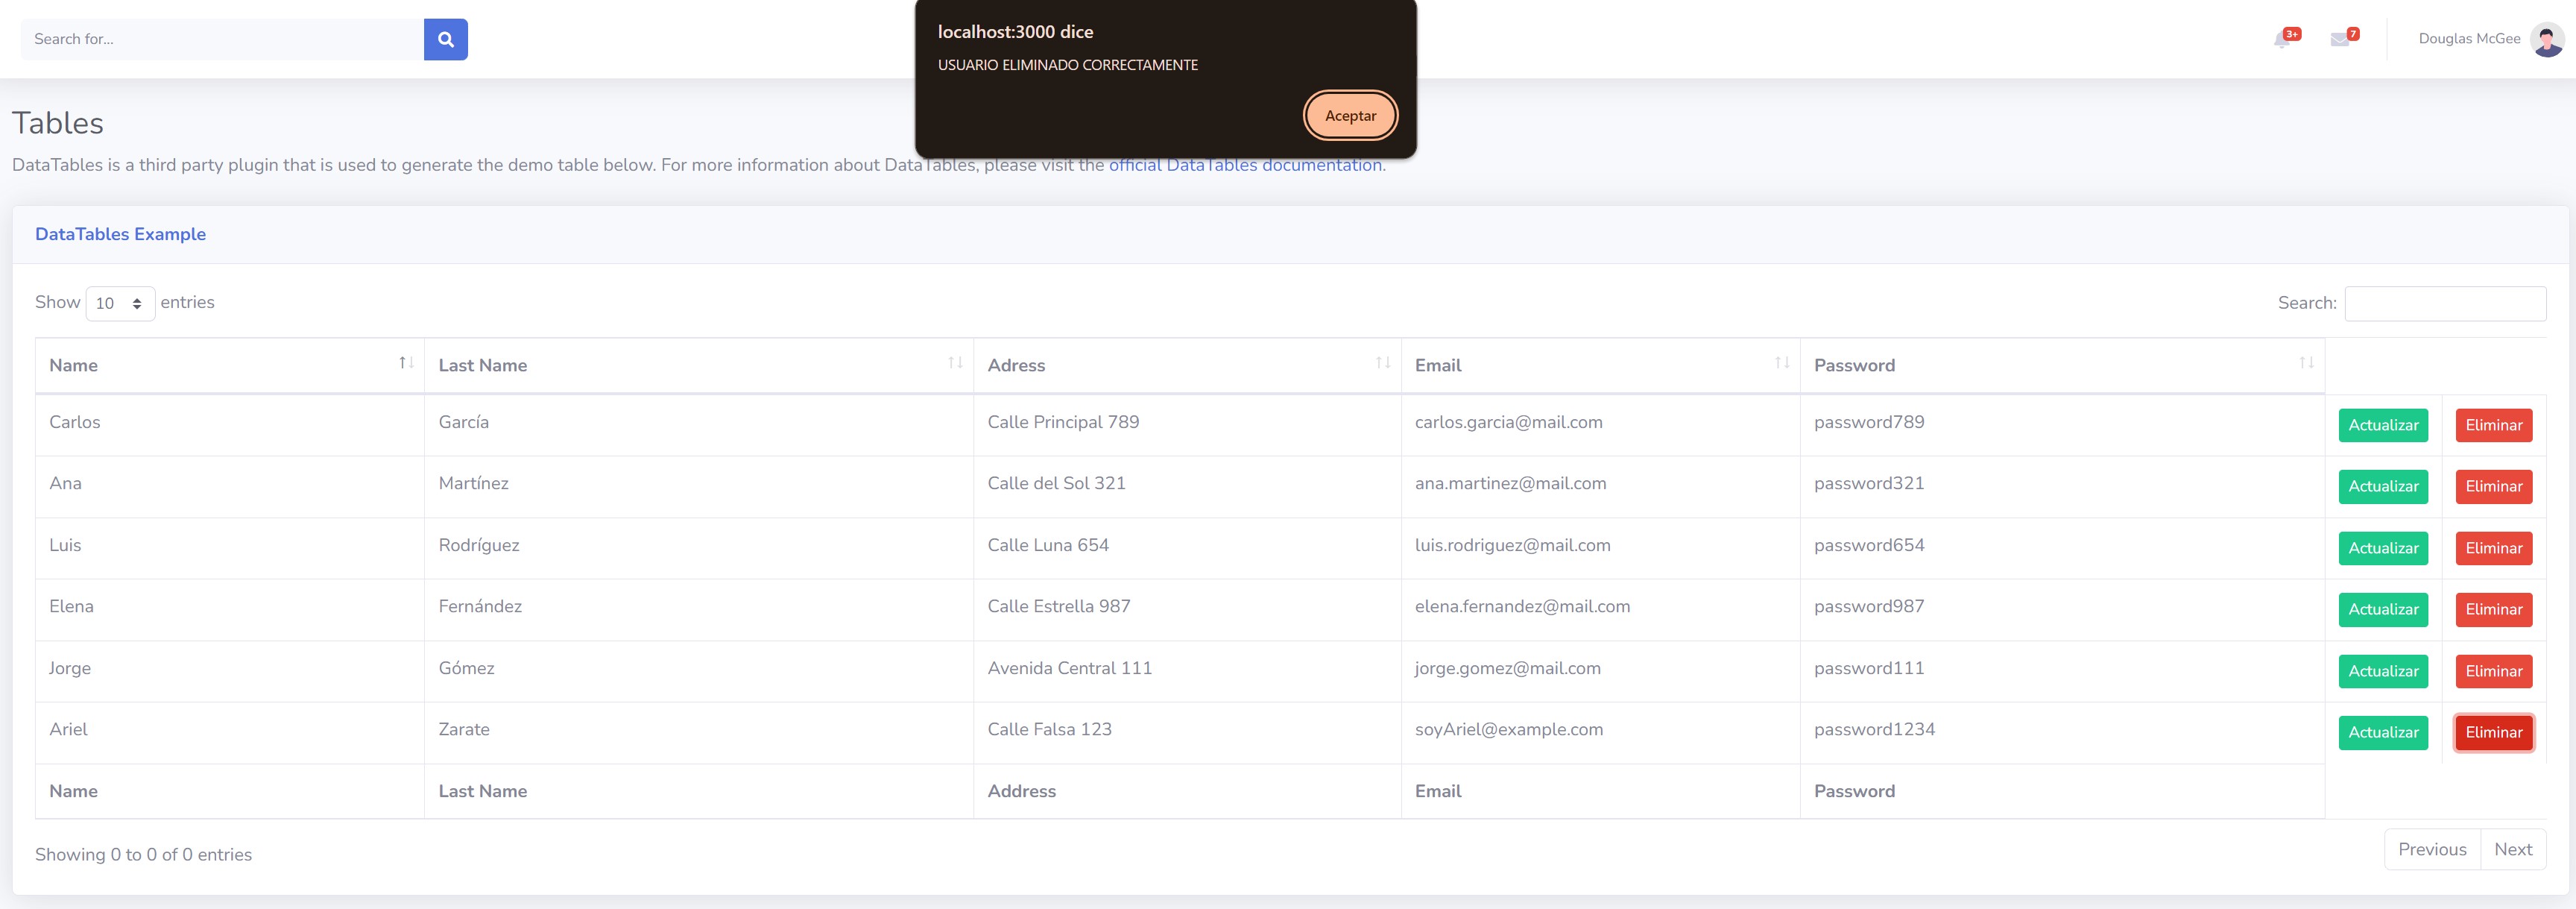 Search for...
localhost:3000 dice
USUARIO ELIMINADO CORRECTAMENTE
Aceptar
3+
7
Douglas McGee
Tables
DataTables is a third party plugin that is used to generate the demo table below. For more information about DataTables, please visit the official DataTables documentation.
DataTables Example
Show 10 entries
Search:
Name Last Name Adress Email Password
Carlos García Calle Principal 789 carlos.garcia@mail.com password789 Actualizar Eliminar
Ana Martínez Calle del Sol 321 ana.martinez@mail.com password321 Actualizar Eliminar
Luis Rodríguez Calle Luna 654 luis.rodriguez@mail.com password654 Actualizar Eliminar
Elena Fernández Calle Estrella 987 elena.fernandez@mail.com password987 Actualizar Eliminar
Jorge Gómez Avenida Central 111 jorge.gomez@mail.com password111 Actualizar Eliminar
Ariel Zarate Calle Falsa 123 soyAriel@example.com password1234 Actualizar Eliminar
Name Last Name Address Email Password
Showing 0 to 0 of 0 entries
Previous Next